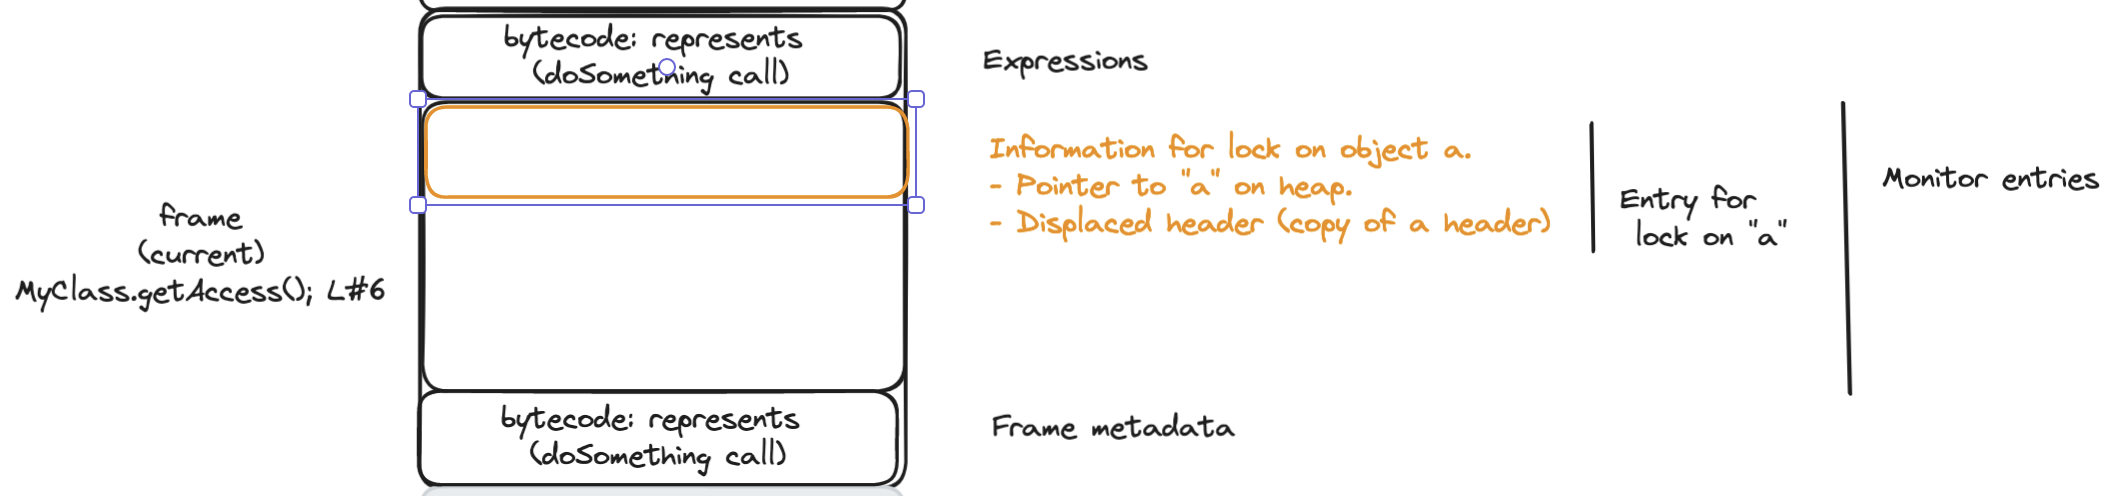 bytecode: represents
(doSomething call)
Expressions
Information for lock on object a.
- Pointer to "a" on heap.
- Displaced header (copy of a header)
Entry for
lock on "a"
Monitor entries
frame
(current)
MyClass.getAccess(); L#6
bytecode: represents
(doSomething call)
Frame metadata